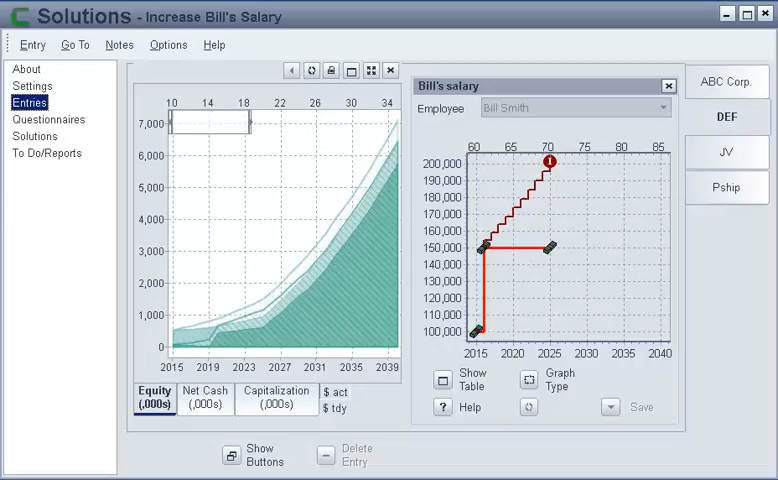 Solutions - Increase Bill's Salary
Entry Go To Notes Options Help
About
Settings
Entries
Questionnaires
Solutions
To Do/Reports
10 14 18 22 26 30 34
7,000
6,000
5,000
4,000
3,000
2,000
1,000
0
2015 2019 2023 2027 2031 2035 2039
Equity
(,000s)
Net Cash
(,000s)
Capitalization
(,000s)
$ act
$ tdy
Bill's salary
Employee Bill Smith
60 65 70 75 80 85
200,000
190,000
180,000
170,000
160,000
150,000
140,000
130,000
120,000
110,000
100,000
2015 2020 2025 2030 2035 2040
I
Show
Table
Graph
Type
? Help
Save
ABC Corp.
DEF
JV
Pship
Show
Buttons
Delete
Entry